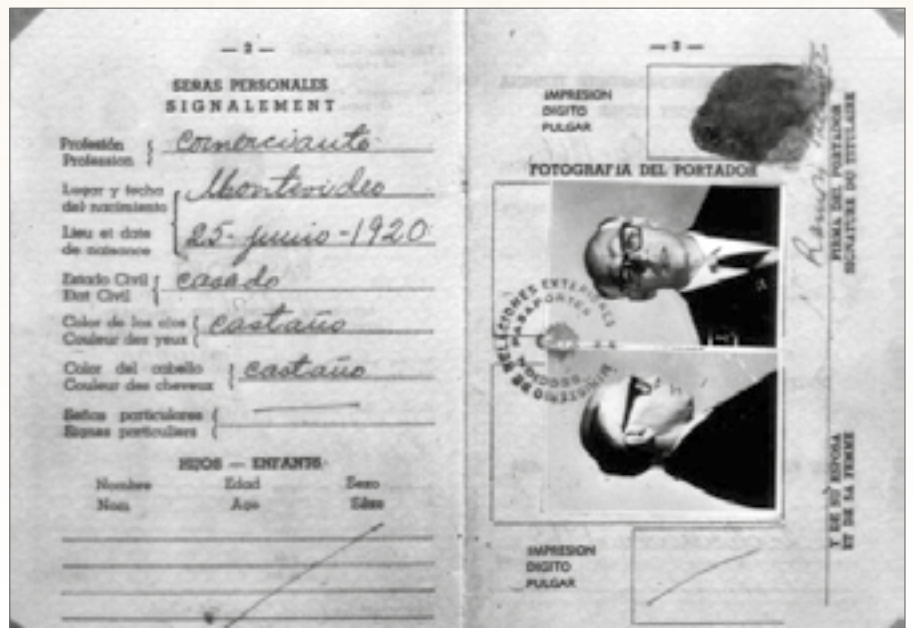 — 2 —
SEÑAS PERSONALES
SIGNALEMENT
Profesión
Profession
Comerciante
Lugar y fecha
del nacimiento
Montevideo
Lieu et date
de naissance
25-junio-1920
Estado Civil
Etat Civil
casado
Color de los ojos
Couleur des yeux
castaño
Color del cabello
Couleur des cheveux
castaño
Señas particulares
Signes particuliers
HIJOS — ENFANTS
Nombre Edad Sexo
Nom Age Sèxe
— 3 —
IMPRESION
DIGITO
PULGAR
FOTOGRAFIA DEL PORTADOR
MINISTERIO DE RELACIONES EXTERIORES
PASAPORTES
IMPRESION
DIGITO
PULGAR
FIRMA DEL PORTADOR
SIGNATURE DU TITULAIRE
Y DE SU ESPOSA
ET DE SA FEMME